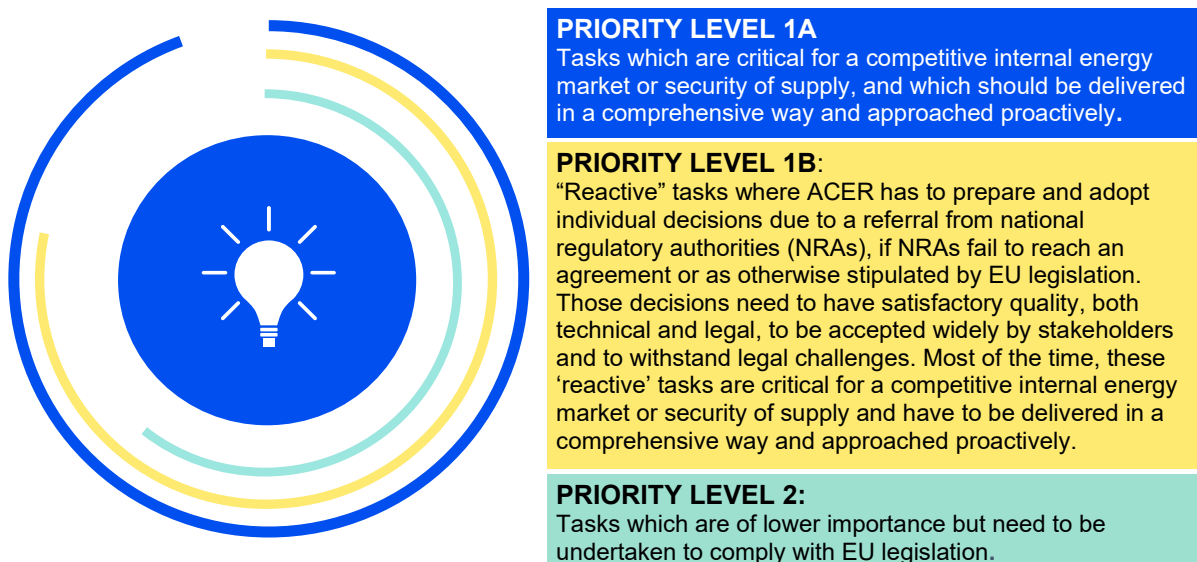 PRIORITY LEVEL 1A
Tasks which are critical for a competitive internal energy
market or security of supply, and which should be delivered
in a comprehensive way and approached proactively.
PRIORITY LEVEL 1B:
“Reactive” tasks where ACER has to prepare and adopt
individual decisions due to a referral from national
regulatory authorities (NRAs), if NRAs fail to reach an
agreement or as otherwise stipulated by EU legislation.
Those decisions need to have satisfactory quality, both
technical and legal, to be accepted widely by stakeholders
and to withstand legal challenges. Most of the time, these
‘reactive’ tasks are critical for a competitive internal energy
market or security of supply and have to be delivered in a
comprehensive way and approached proactively.
PRIORITY LEVEL 2:
Tasks which are of lower importance but need to be
undertaken to comply with EU legislation.